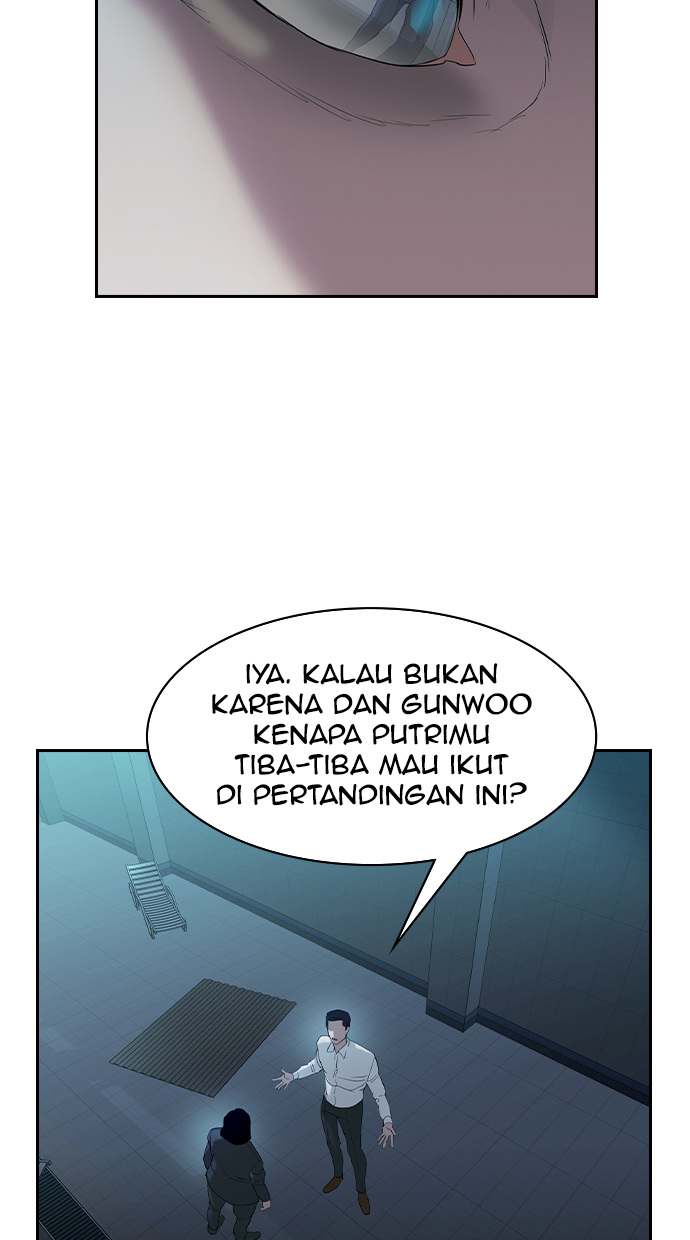 IYA. KALAU BUKAN
KARENA DAN GUNWOO
KENAPA PUTRIMU
TIBA-TIBA MAU IKUT
DI PERTANDINGAN INI?